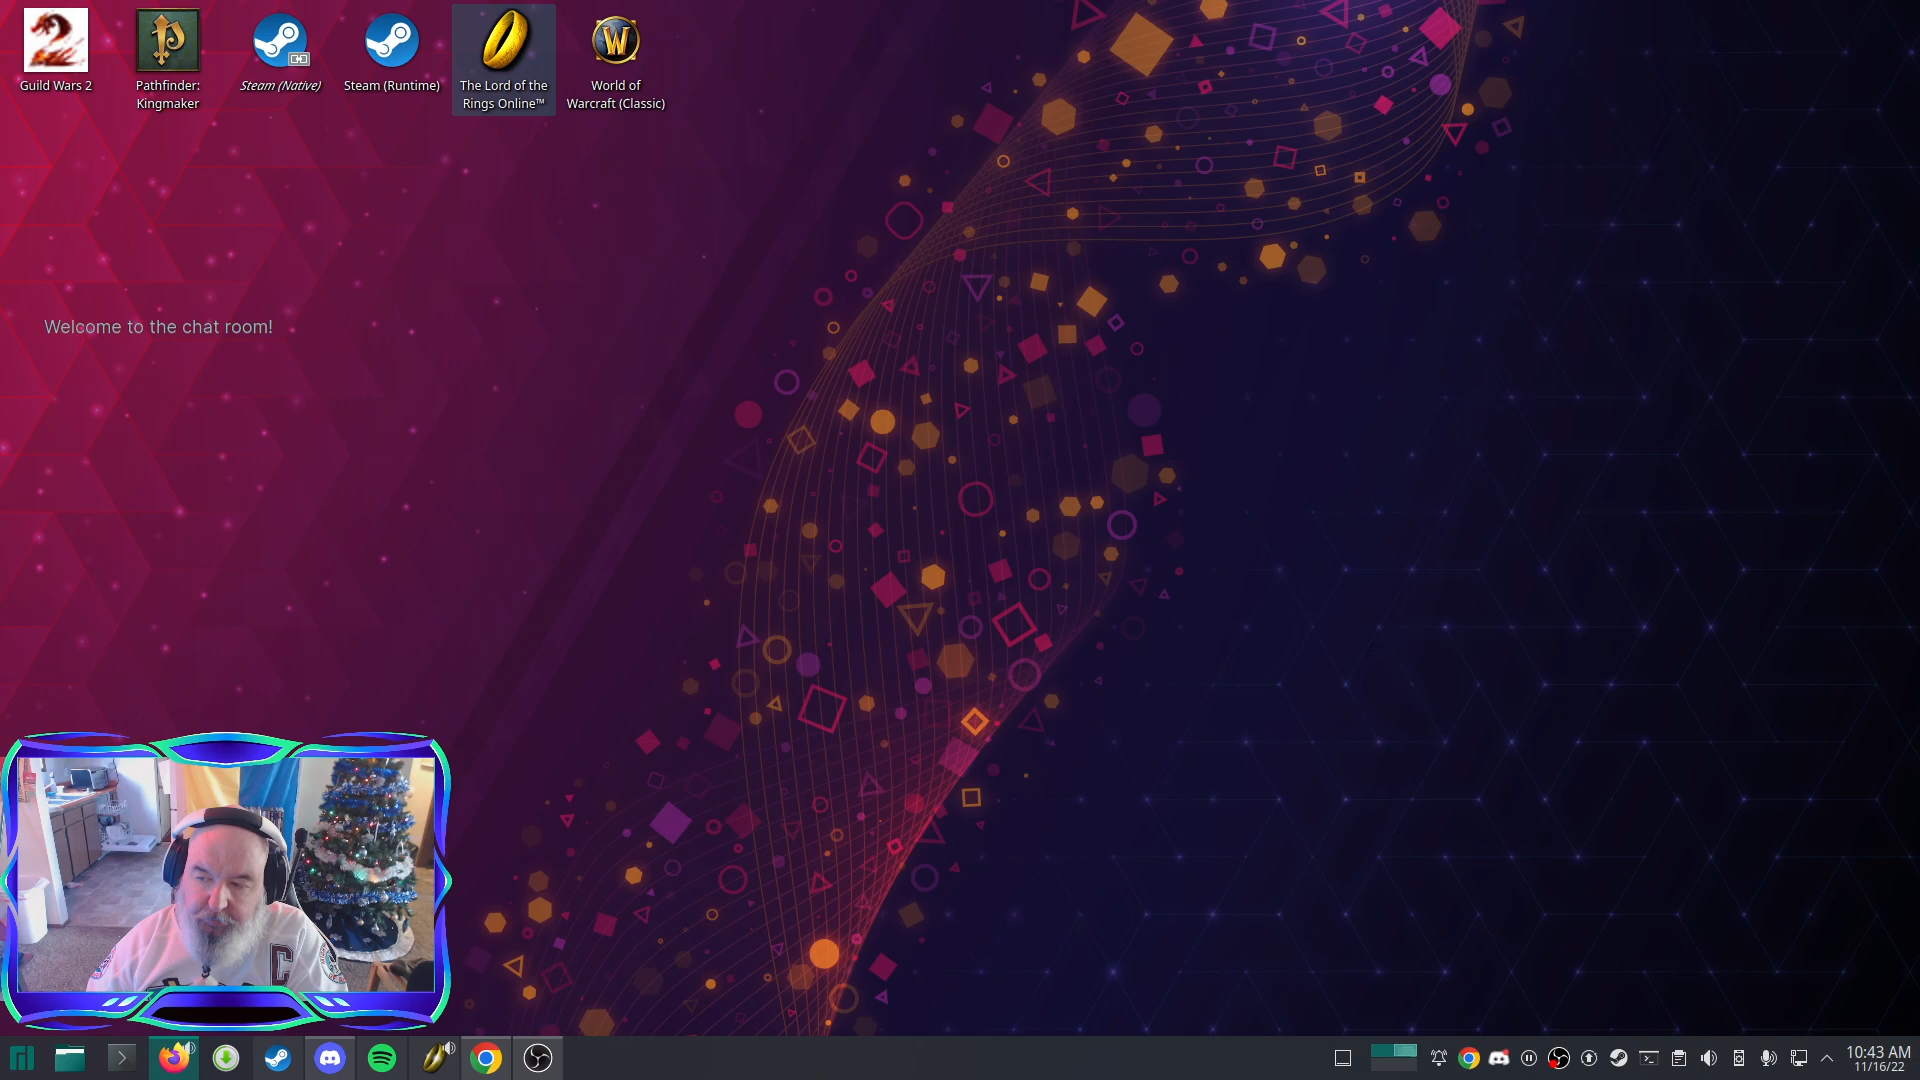 Guild Wars 2
Pathfinder:
Kingmaker
Steam (Native)
Steam (Runtime)
The Lord of the
Rings Online™
World of
Warcraft (Classic)
Welcome to the chat room!
C
10:43 AM
11/16/22